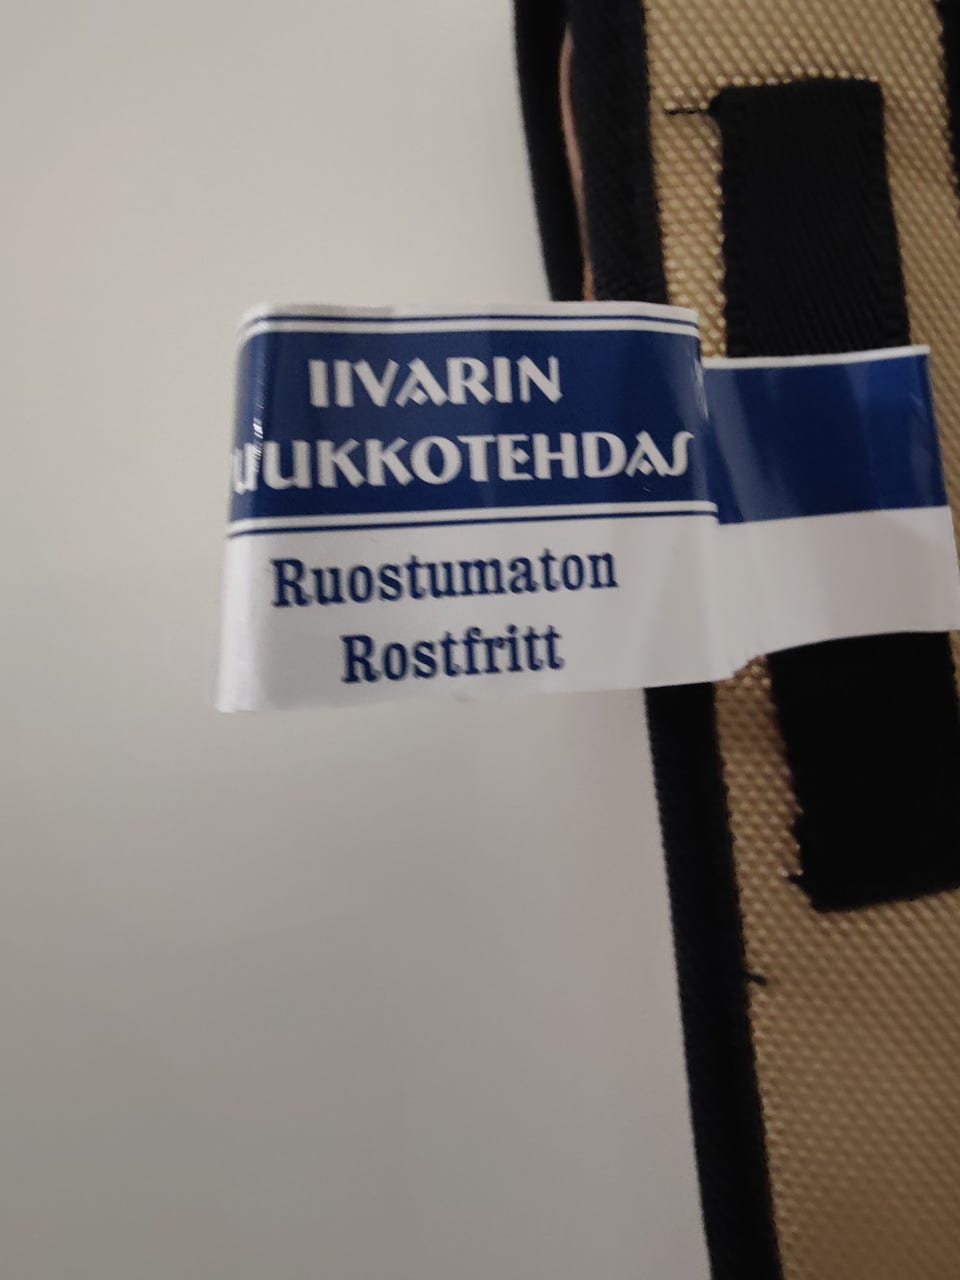 IIVARIN
UUKKOTEHDAS
Ruostumaton
Rostfritt